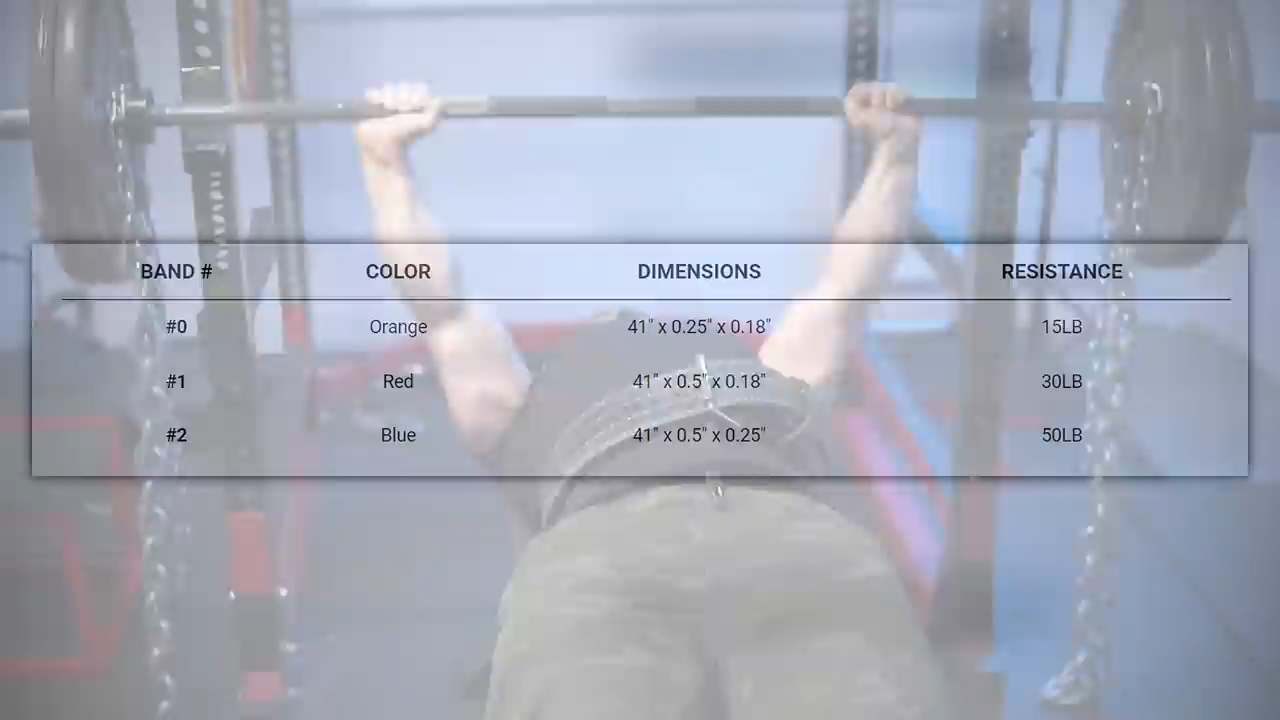 BAND # COLOR DIMENSIONS RESISTANCE
#0 Orange 41" x 0.25" x 0.18" 15LB
#1 Red 41" x 0.5" x 0.18" 30LB
#2 Blue 41" x 0.5" x 0.25" 50LB